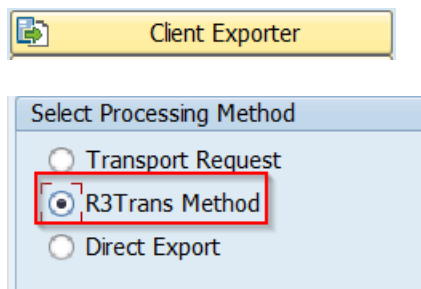 Client Exporter
Select Processing Method
Transport Request
R3Trans Method
Direct Export